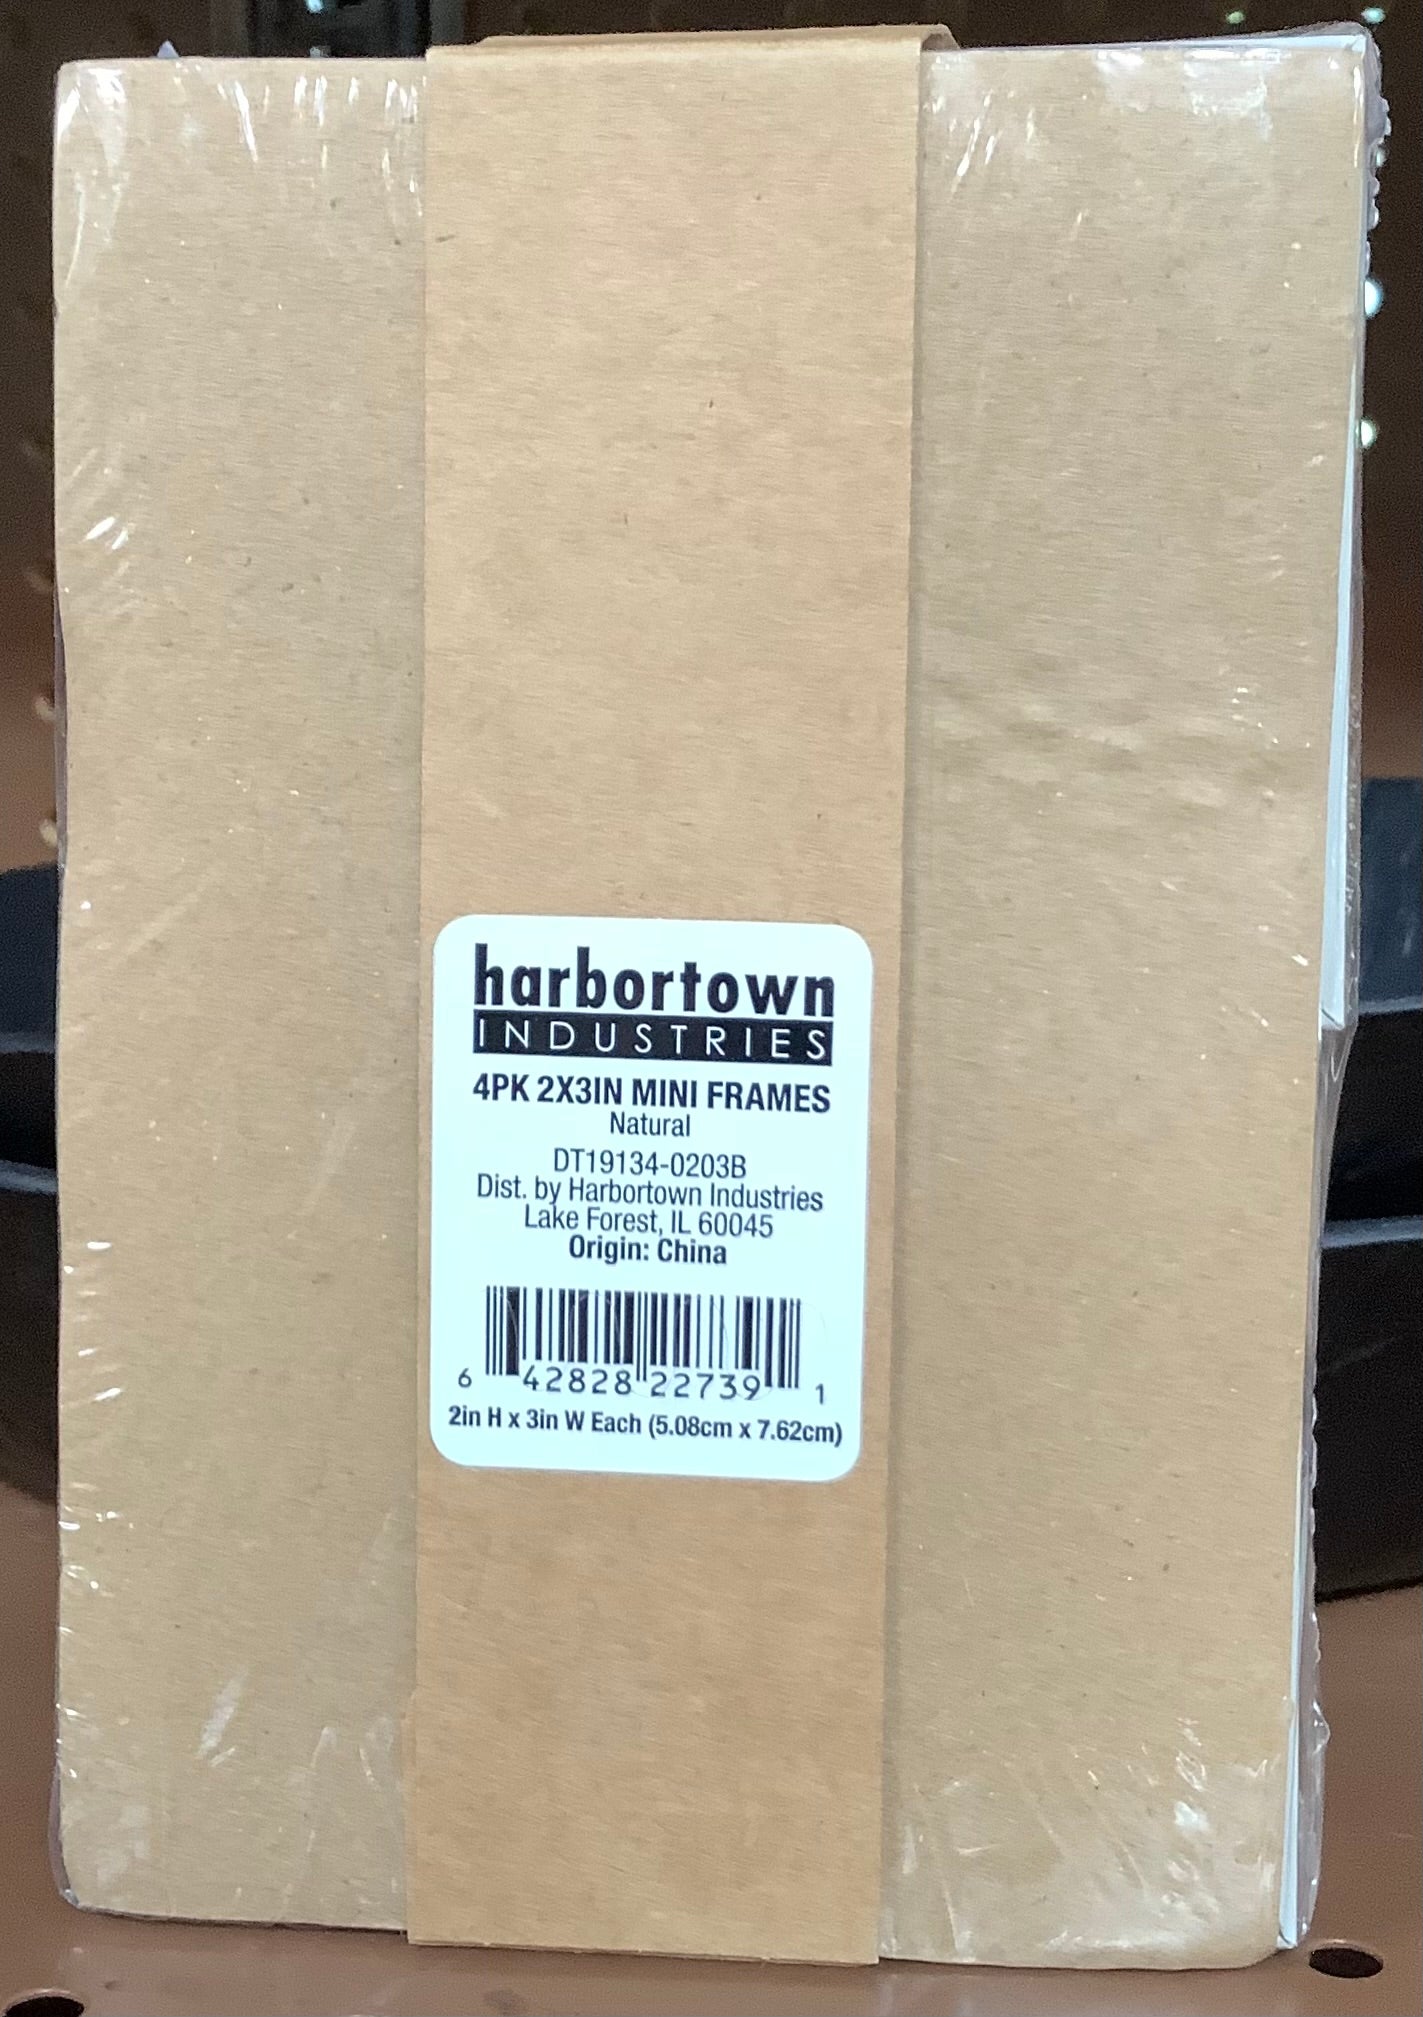 harbortown
INDUSTRIES
4PK 2X3IN MINI FRAMES
Natural
DT19134-0203B
Dist. by Harbortown Industries
Lake Forest, IL 60045
Origin: China
6 42828 22739 1
2in H x 3in W Each (5.08cm x 7.62cm)